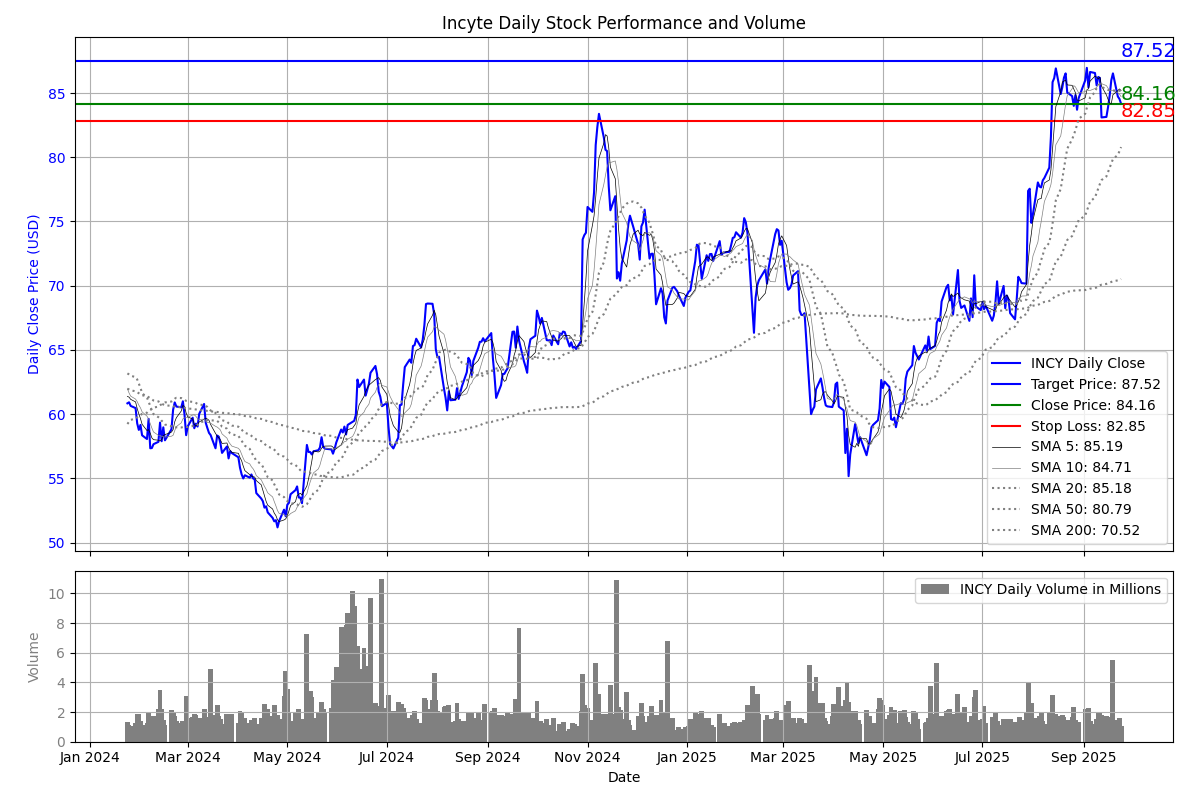 Incyte Daily Stock Performance and Volume
87.52
84.16
82.85
85
80
75
70
65
60
55
50
Daily Close Price (USD)
INCY Daily Close
Target Price: 87.52
Close Price: 84.16
Stop Loss: 82.85
SMA 5: 85.19
SMA 10: 84.71
SMA 20: 85.18
SMA 50: 80.79
SMA 200: 70.52
INCY Daily Volume in Millions
10
8
6
4
2
0
Volume
Jan 2024 Mar 2024 May 2024 Jul 2024 Sep 2024 Nov 2024 Jan 2025 Mar 2025 May 2025 Jul 2025 Sep 2025
Date